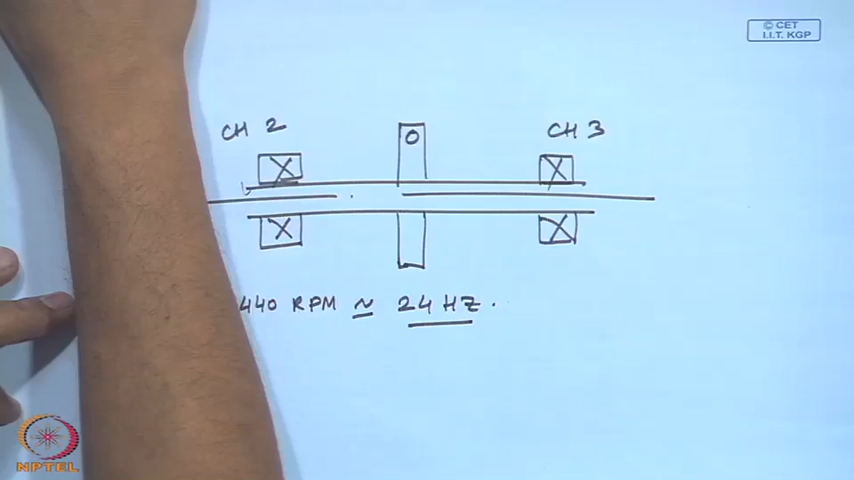 © CET
I.I.T. KGP
CH 2
O
CH 3
440 RPM ≈ 24 HZ.
NPTEL